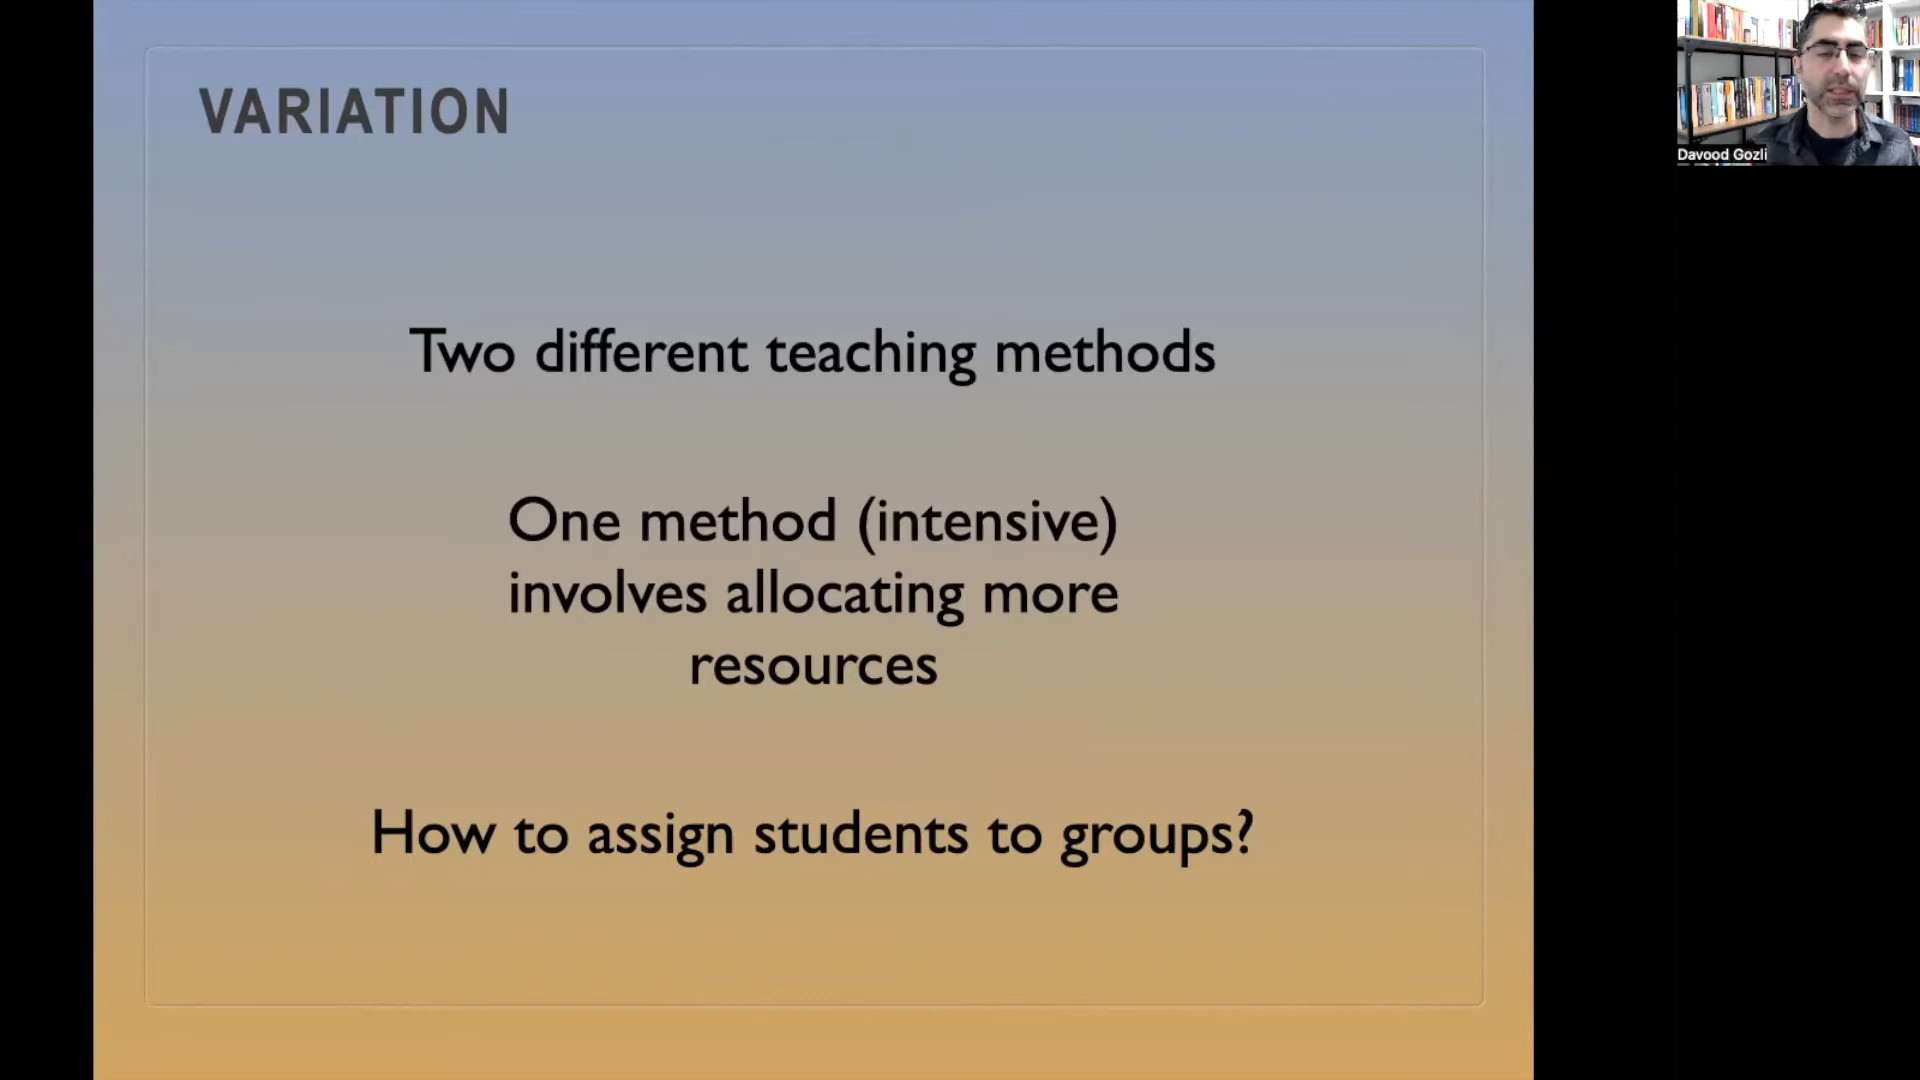 VARIATION
Two different teaching methods
One method (intensive)
involves allocating more
resources
How to assign students to groups?
Davood Gozli